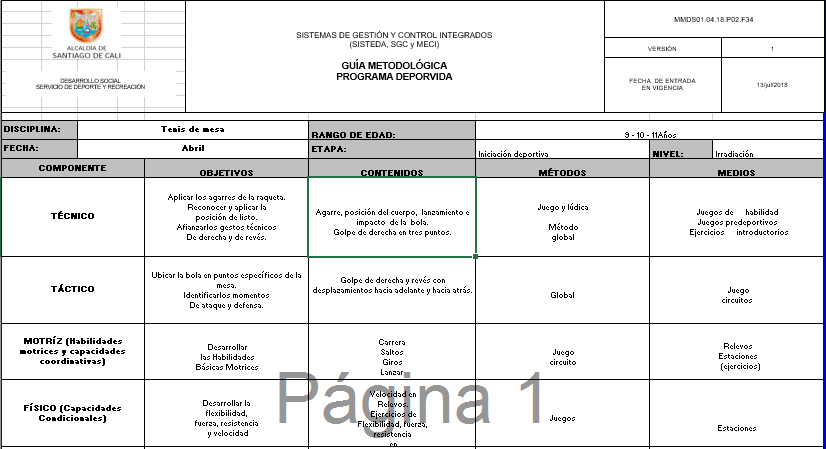 ALCALDÍA DE
SANTIAGO DE CALI
DESARROLLO SOCIAL
SERVICIO DE DEPORTE Y RECREACIÓN
SISTEMAS DE GESTIÓN Y CONTROL INTEGRADOS
(SISTEDA, SGC y MECI)
GUÍA METODOLÓGICA
PROGRAMA DEPORVIDA
MMDS01.04.18.P02.F34
VERSIÓN
1
FECHA DE ENTRADA
EN VIGENCIA
13/jul/2018
DISCIPLINA:
Tenis de mesa
RANGO DE EDAD:
9 - 10 - 11Años
FECHA:
Abril
ETAPA:
Iniciación deportiva
NIVEL:
Irradiación
COMPONENTE
OBJETIVOS
CONTENIDOS
MÉTODOS
MEDIOS
TÉCNICO
Aplicar los agarres de la raqueta.
Reconocer y aplicar la
posición de listo.
Afianzarlos gestos técnicos
De derecha y de revés.
Agarre, posición del cuerpo, lanzamiento e
impacto de la bola.
Golpe de derecha en tres puntos.
Juego y lúdica
Método
global
Juegos de habilidad
Juegos predeportivos
Ejercicios introductorios
TÁCTICO
Ubicar la bola en puntos específicos de la
mesa.
Identificarlos momentos
De ataque y defensa.
Golpe de derecha y revés con
desplazamientos hacia adelante y hacia atrás.
Global
Juego
circuitos
MOTRÍZ (Habilidades
motrices y capacidades
coordinativas)
Desarrollar
las Habilidades
Básicas Motrices
Carrera
Saltos
Giros
Lanzar
Juego
circuito
Relevos
Estaciones
(ejercicios)
FÍSICO (Capacidades
Condicionales)
Desarrollar la
flexibilidad,
fuerza, resistencia
y velocidad
Velocidad en
Relevos.
Ejercicios de
Flexibilidad, fuerza,
resistencia
en
Juegos
Estaciones
Página 1